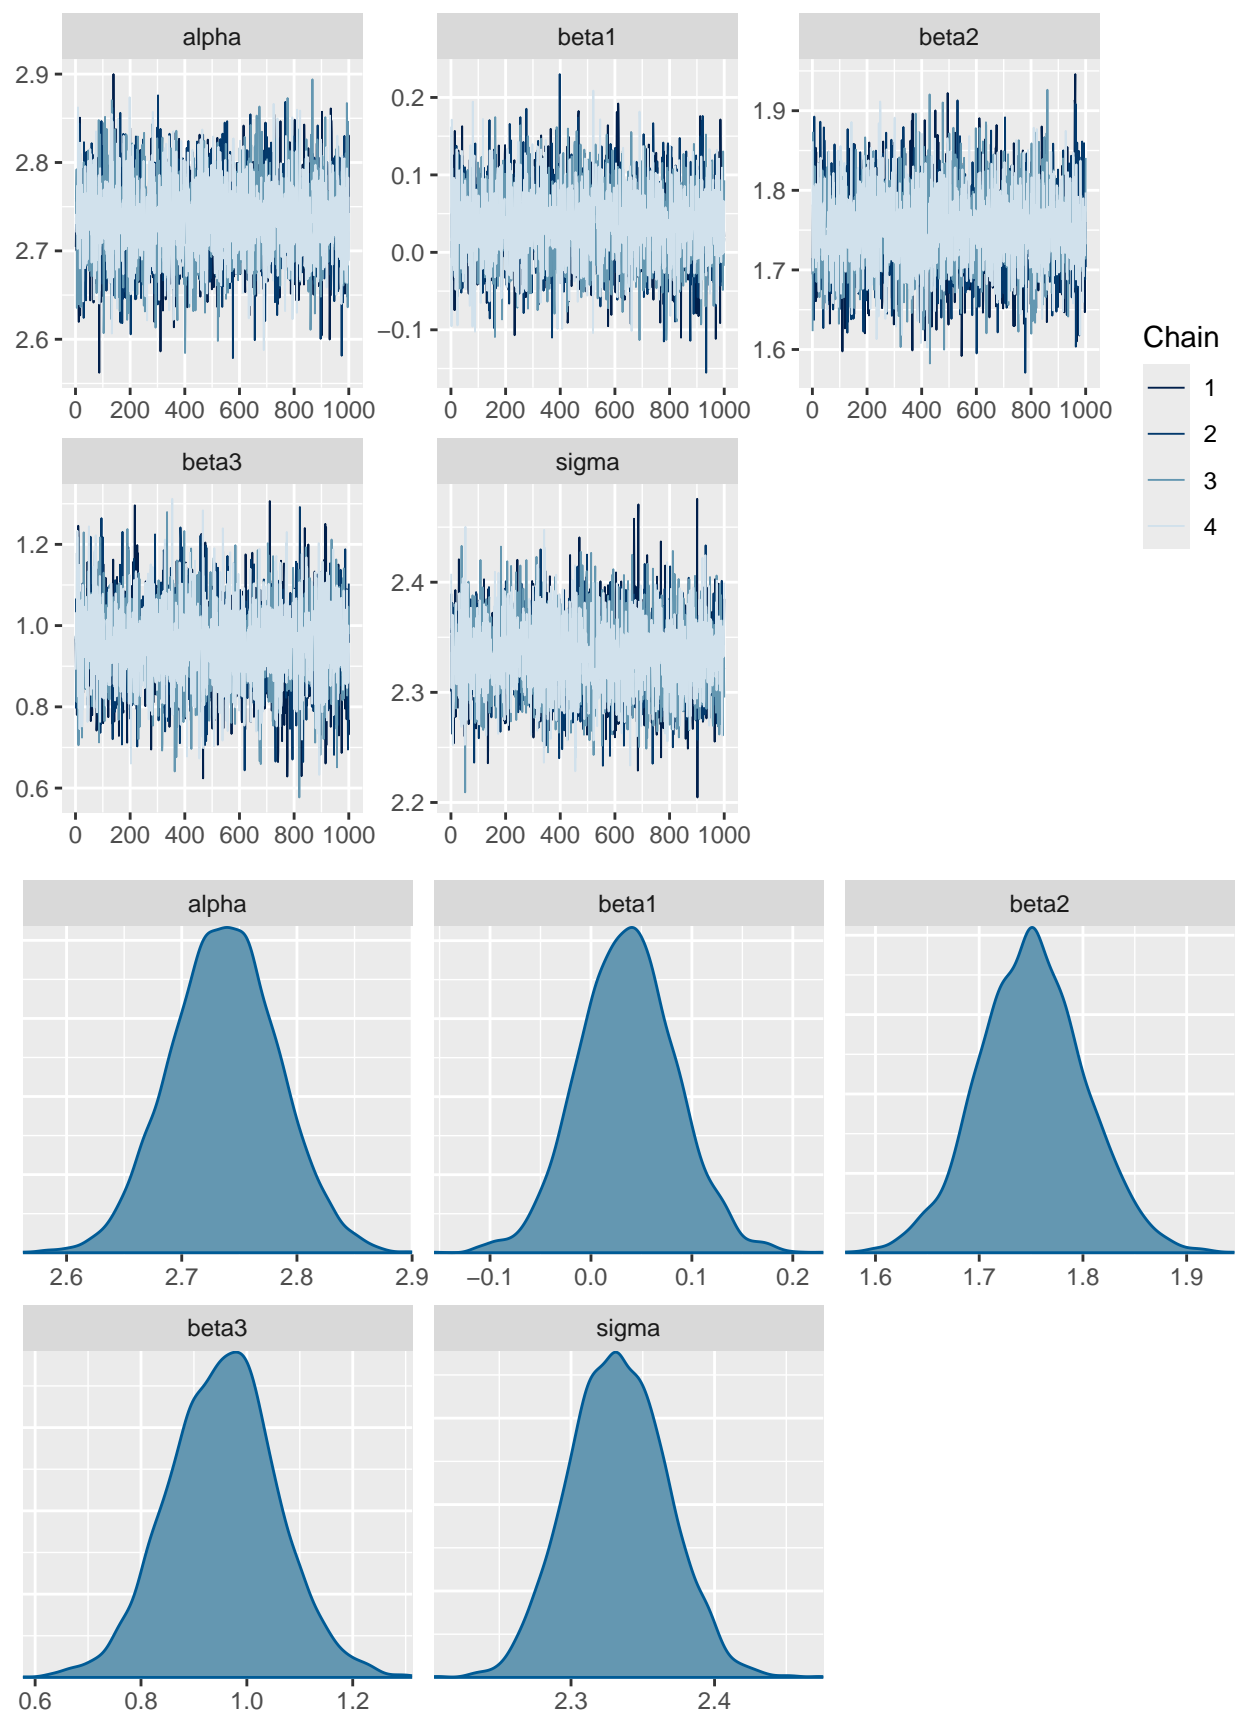 alpha beta1 beta2
2.9
2.8
2.7
2.6
0.2
0.1
0.0
−0.1
1.9
1.8
1.7
1.6
0 200 400 600 800 1000 0 200 400 600 800 1000 0 200 400 600 800 1000
Chain
1
2
3
4
beta3 sigma
1.2
1.0
0.8
0.6
2.4
2.3
2.2
0 200 400 600 800 1000 0 200 400 600 800 1000
alpha beta1 beta2
2.6 2.7 2.8 2.9 −0.1 0.0 0.1 0.2 1.6 1.7 1.8 1.9
beta3 sigma
0.6 0.8 1.0 1.2 2.3 2.4